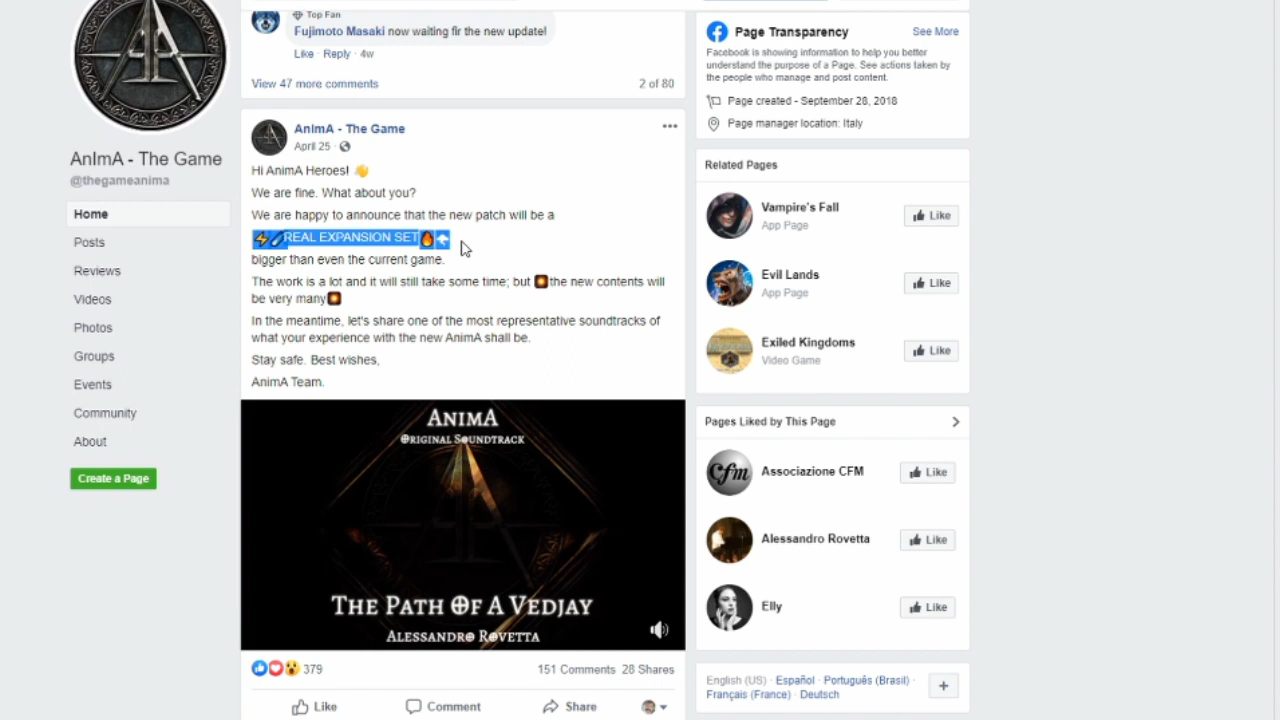 Top Fan
Fujimoto Masaki now waiting fir the new update!
Like · Reply · 4w
View 47 more comments
2 of 80
AnImA - The Game
@thegameanima
Home
Posts
Reviews
Videos
Photos
Groups
Events
Community
About
Create a Page
AnImA - The Game
April 25 ·
Hi AnimA Heroes! 👋
We are fine. What about you?
We are happy to announce that the new patch will be a
⚡☄REAL EXPANSION SET🔥🌪
bigger than even the current game.
The work is a lot and it will still take some time; but 💥the new contents will
be very many💥
In the meantime, let's share one of the most representative soundtracks of
what your experience with the new AnimA shall be.
Stay safe. Best wishes,
AnimA Team.
ANIMA
ORIGINAL SOUNDTRACK
THE PATH OF A VEDJAY
ALESSANDRO ROVETTA
379
151 Comments 28 Shares
Like
Comment
Share
Page Transparency
See More
Facebook is showing information to help you better
understand the purpose of a Page. See actions taken by
the people who manage and post content.
Page created - September 28, 2018
Page manager location: Italy
Related Pages
Vampire's Fall
App Page
Like
Evil Lands
App Page
Like
Exiled Kingdoms
Video Game
Like
Pages Liked by This Page
Cfm
Associazione CFM
Like
Alessandro Rovetta
Like
Elly
Like
English (US) · Español · Português (Brasil) ·
Français (France) · Deutsch
+